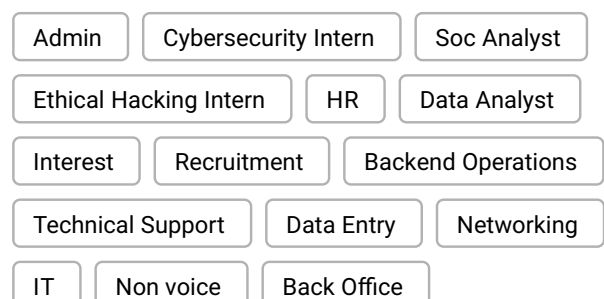 Admin Cybersecurity Intern Soc Analyst
Ethical Hacking Intern HR Data Analyst
Interest Recruitment Backend Operations
Technical Support Data Entry Networking
IT Non voice Back Office